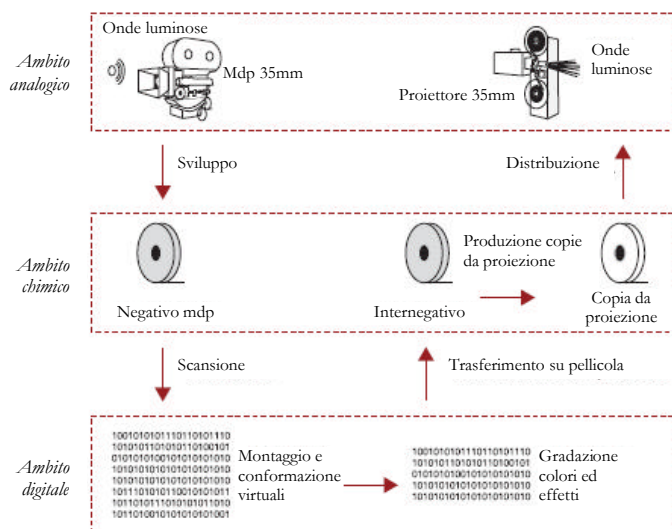 Onde luminose
Ambito
analogico
Mdp 35mm
Proiettore 35mm
Onde
luminose
Sviluppo
Distribuzione
Ambito
chimico
Negativo mdp
Internegativo
Produzione copie
da proiezione
Copia da
proiezione
Scansione
Trasferimento su pellicola
Ambito
digitale
Montaggio e
conformazione
virtuali
Gradazione
colori ed
effetti